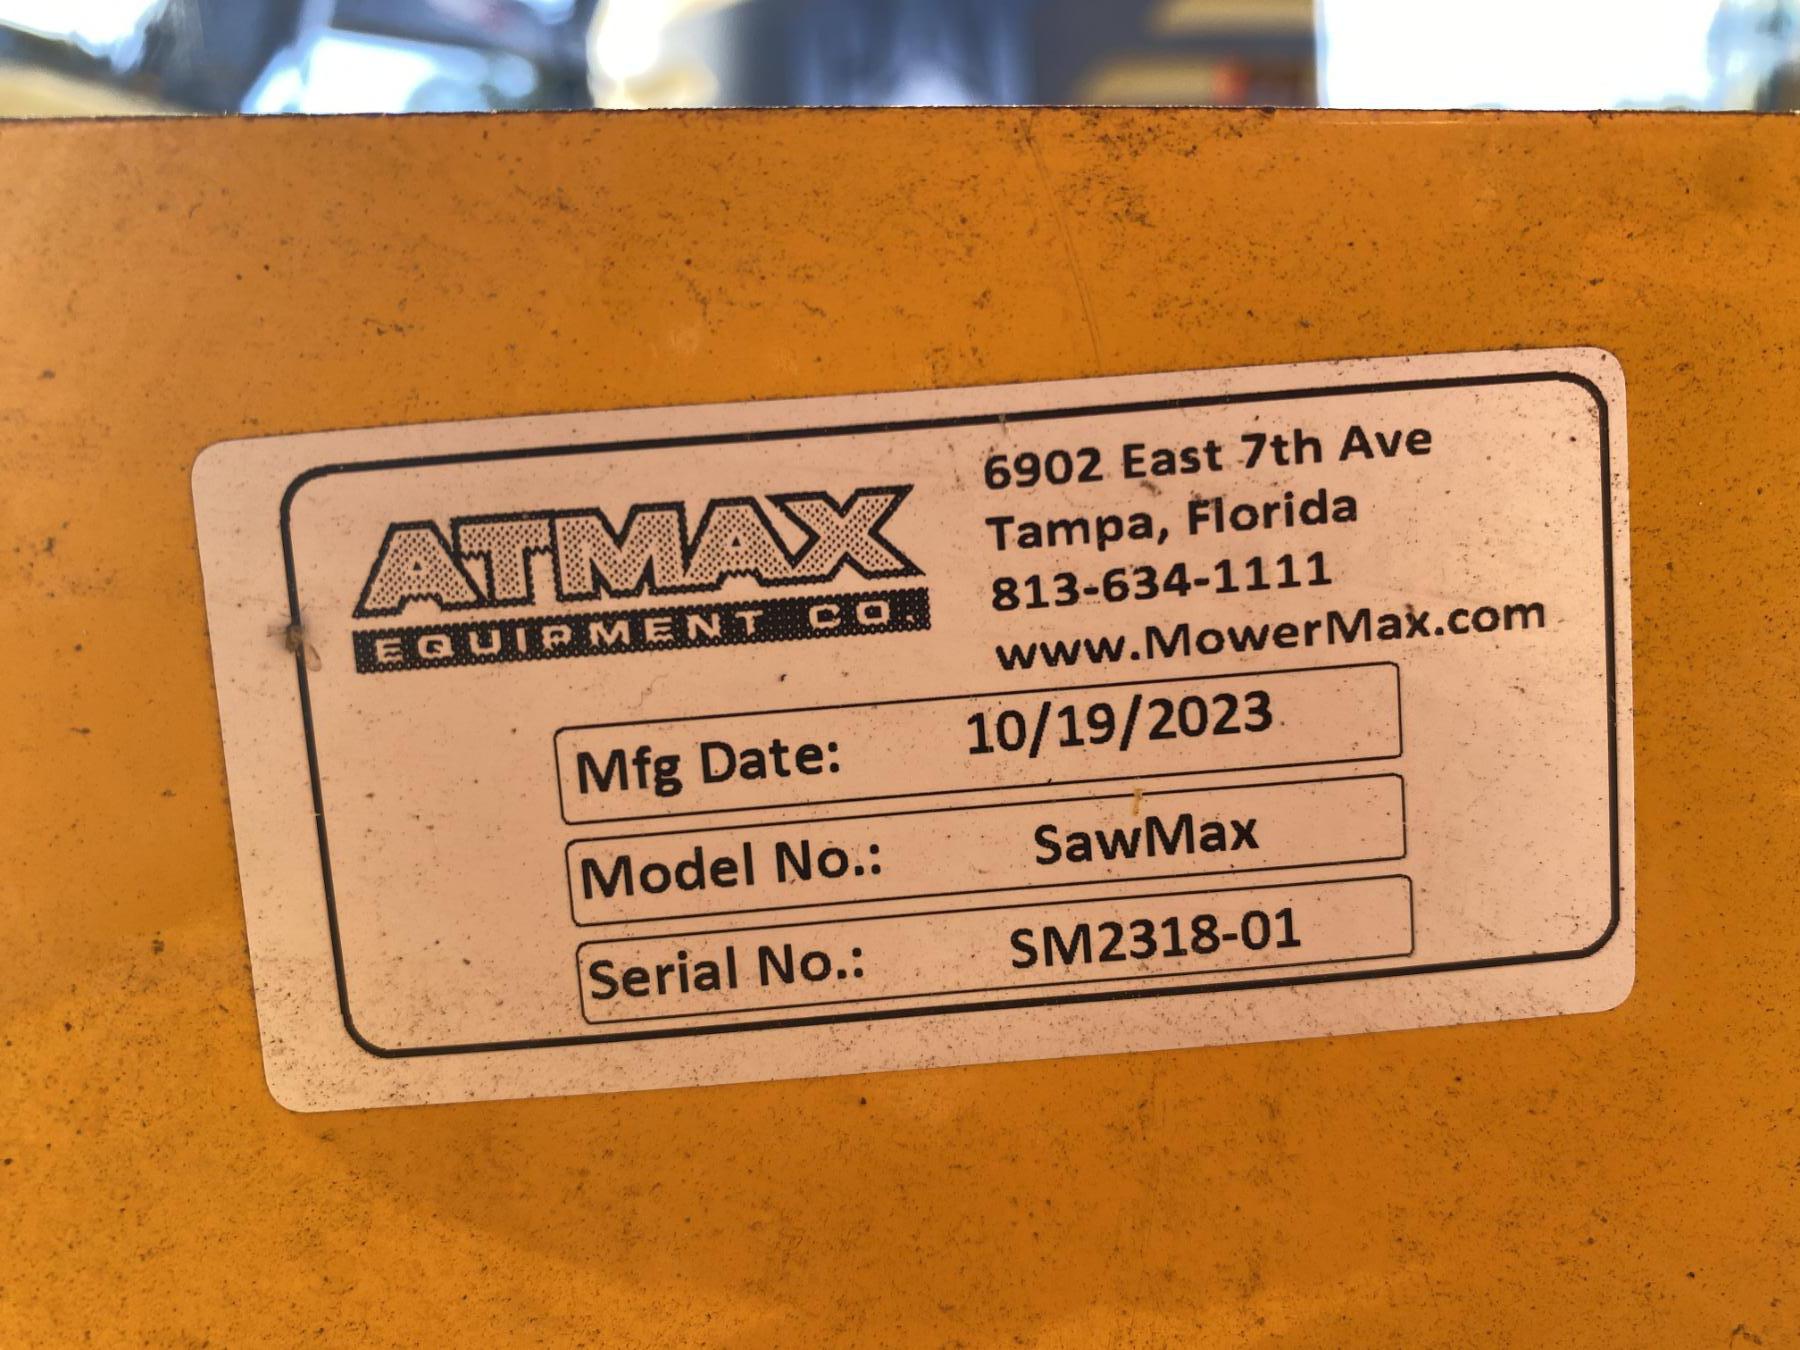 ATMAX
EQUIPMENT CO.
6902 East 7th Ave
Tampa, Florida
813-634-1111
www.MowerMax.com
Mfg Date: 10/19/2023
Model No.: SawMax
Serial No.: SM2318-01